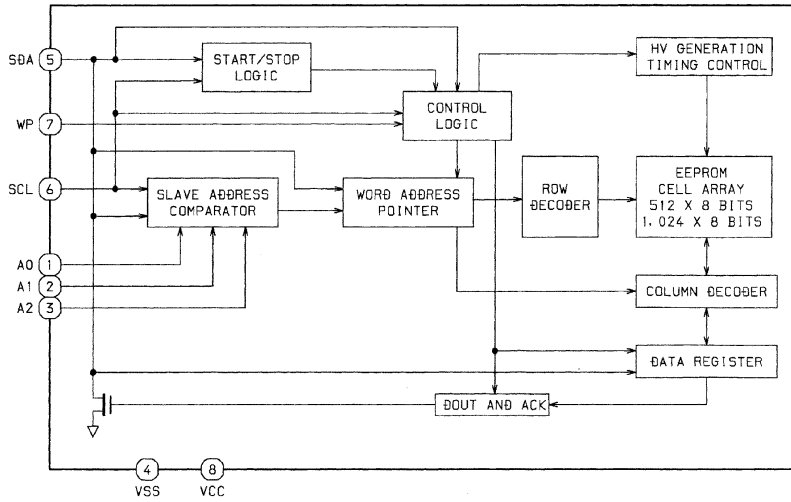 SDA 5
START/STOP
LOGIC
HV GENERATION
TIMING CONTROL
WP 7
CONTROL
LOGIC
SCL 6
SLAVE ADDRESS
COMPARATOR
WORD ADDRESS
POINTER
ROW
DECODER
EEPROM
CELL ARRAY
512 X 8 BITS
1,024 X 8 BITS
A0 1
A1 2
A2 3
COLUMN DECODER
DATA REGISTER
DOUT AND ACK
4
VSS
8
VCC